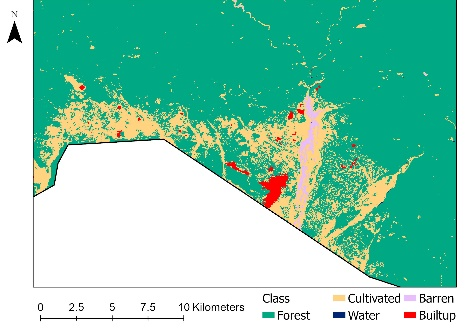 N
0 2.5 5 7.5 10 Kilometers
Class
Forest
Cultivated
Water
Barren
Builtup